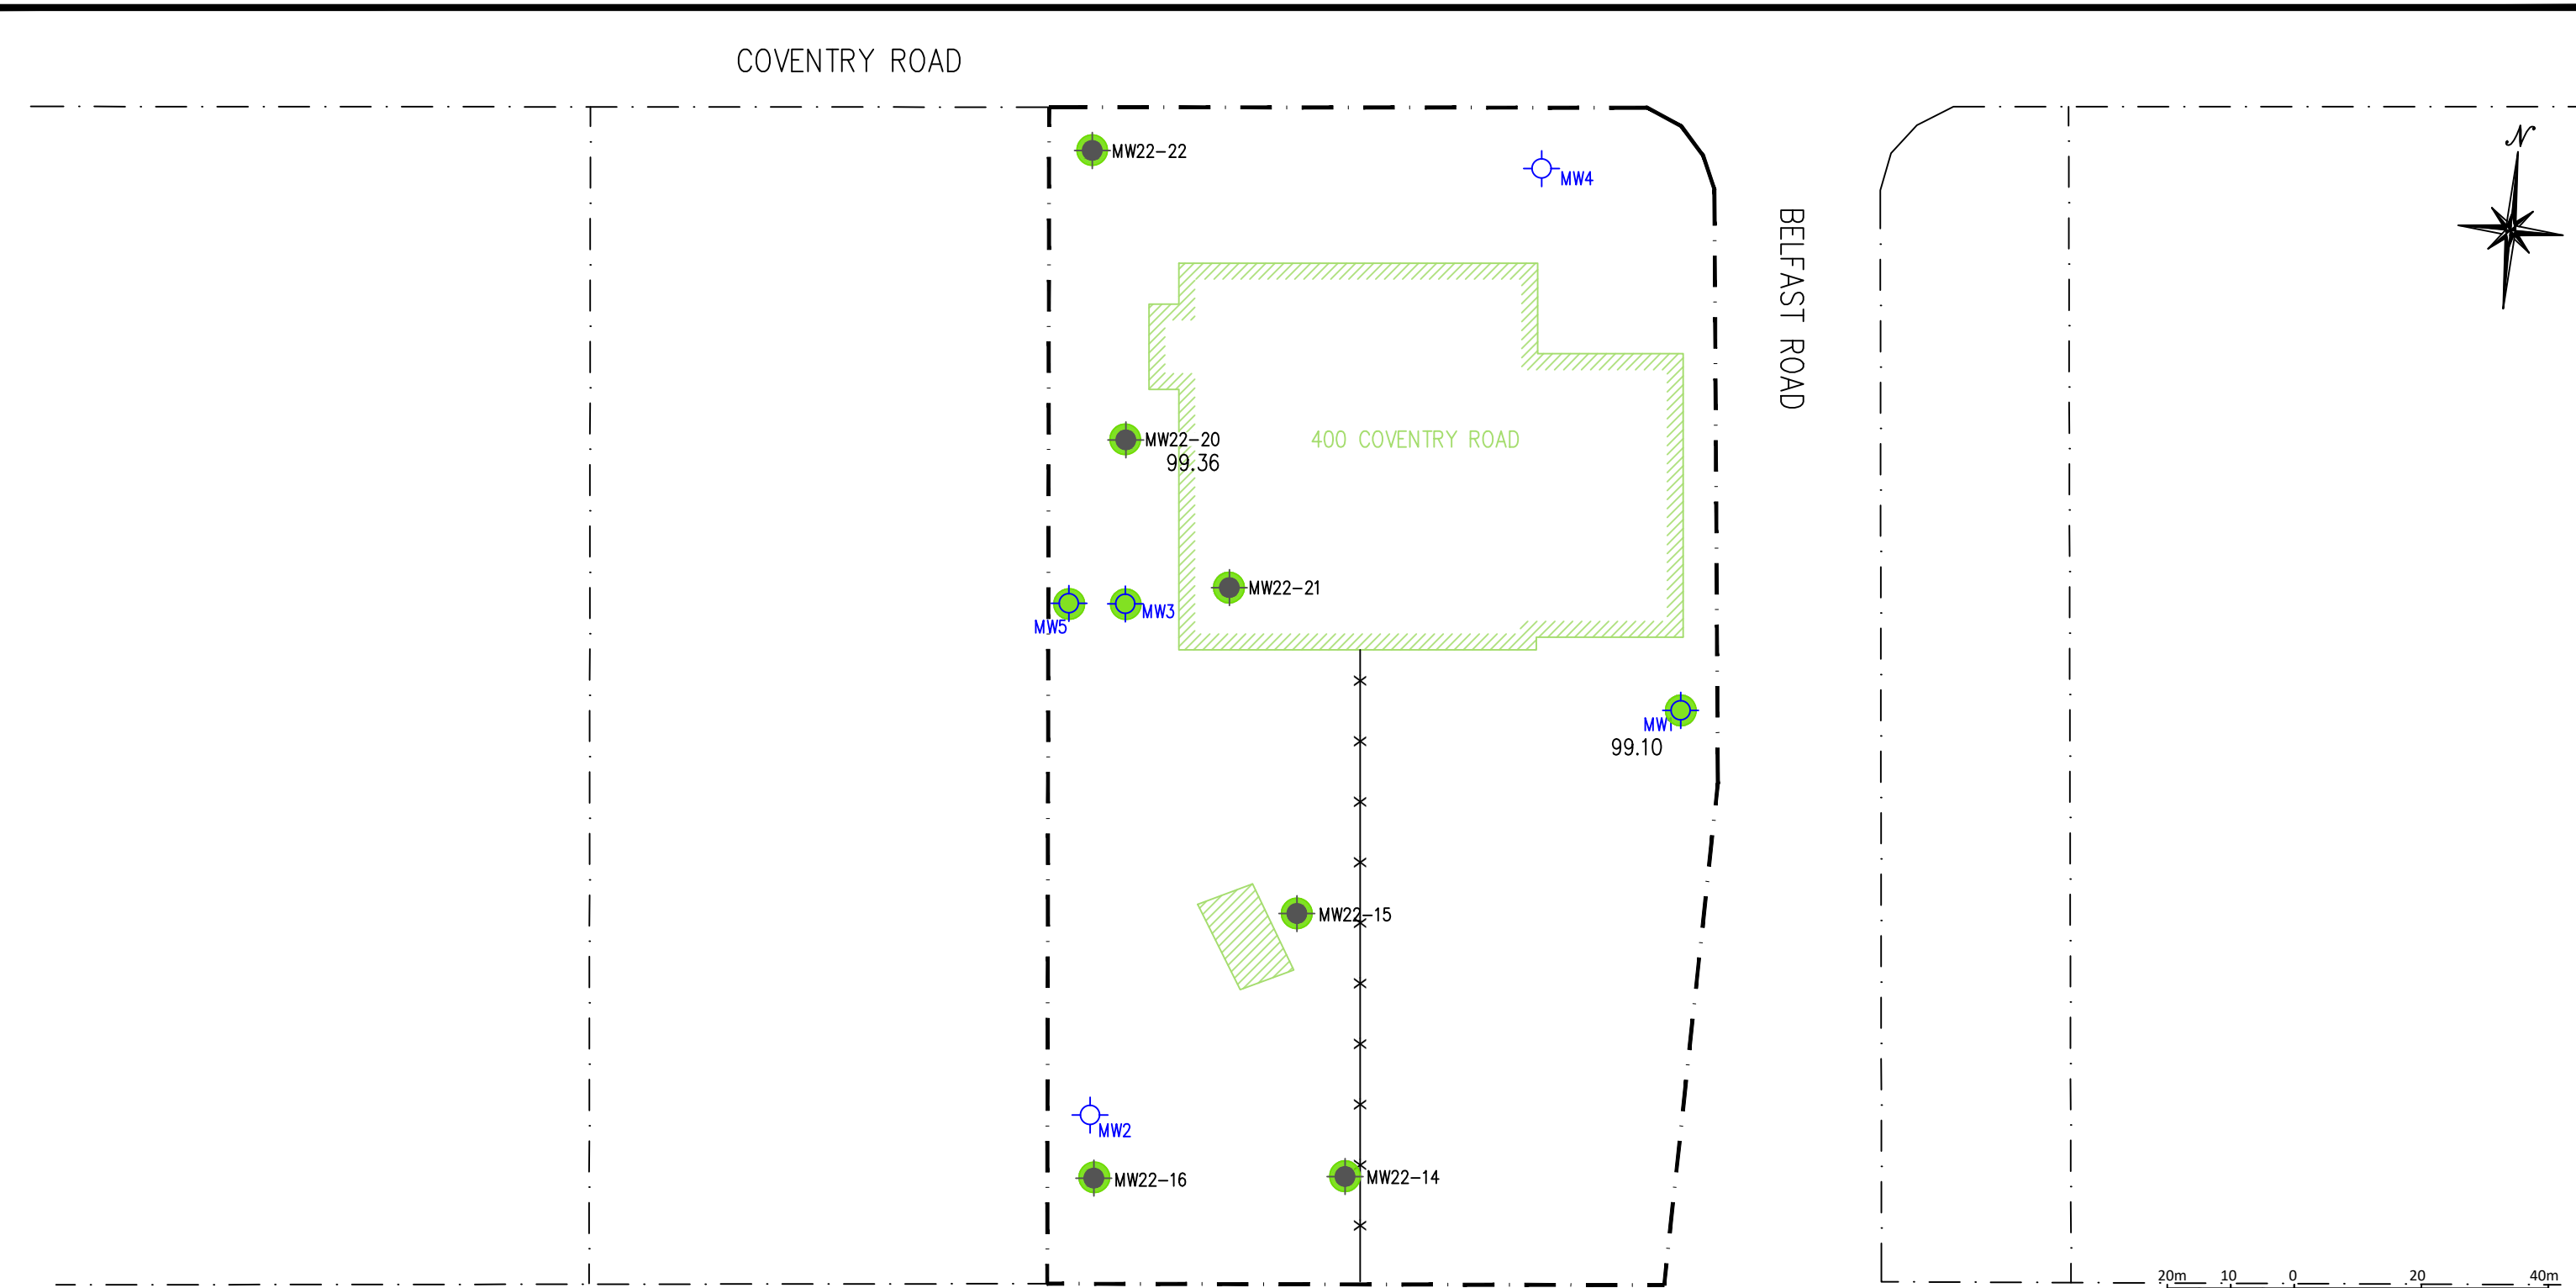 COVENTRY ROAD
N
MW22-22
MW4
BELFAST ROAD
MW22-20
99.36
400 COVENTRY ROAD
MW22-21
MW5
MW3
MW1
99.10
MW22-15
MW2
MW22-16
MW22-14
20m 10 0 20 40m